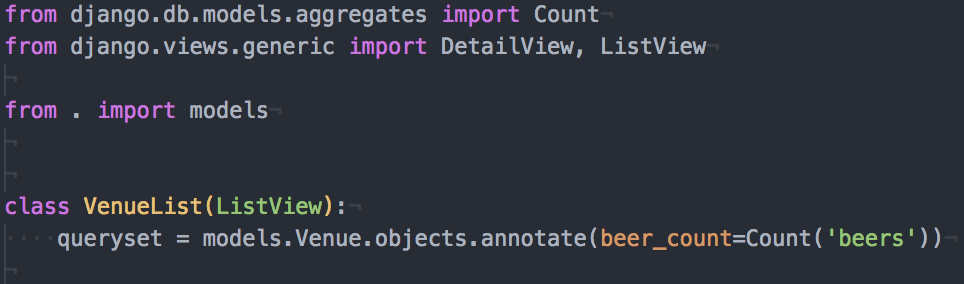 from django.db.models.aggregates import Count¬
from django.views.generic import DetailView, ListView¬
¬
from . import models¬
¬
¬
class VenueList(ListView):¬
····queryset = models.Venue.objects.annotate(beer_count=Count('beers'))¬
¬